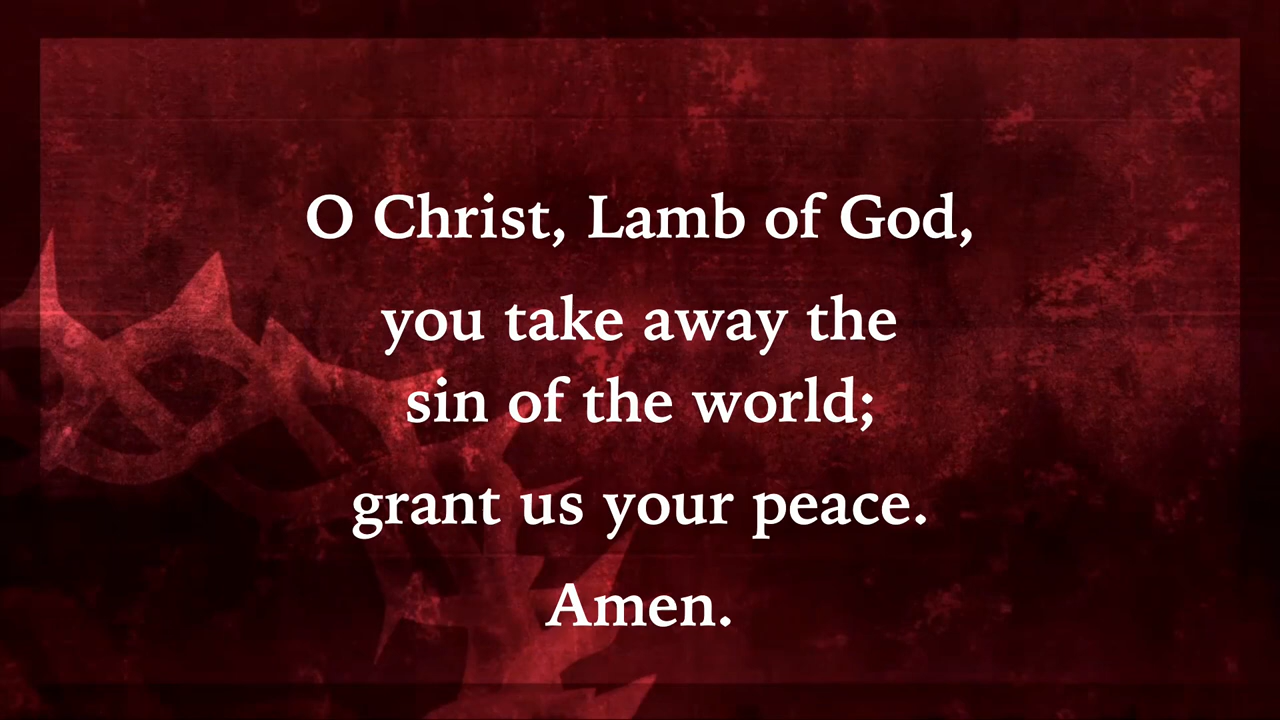 O Christ, Lamb of God,
you take away the
sin of the world;
grant us your peace.
Amen.